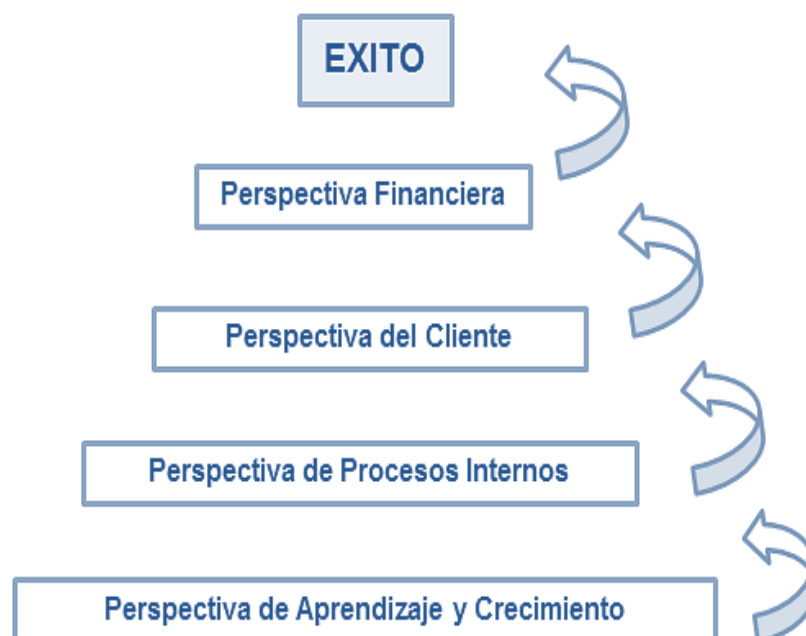 EXITO
Perspectiva Financiera
Perspectiva del Cliente
Perspectiva de Procesos Internos
Perspectiva de Aprendizaje y Crecimiento